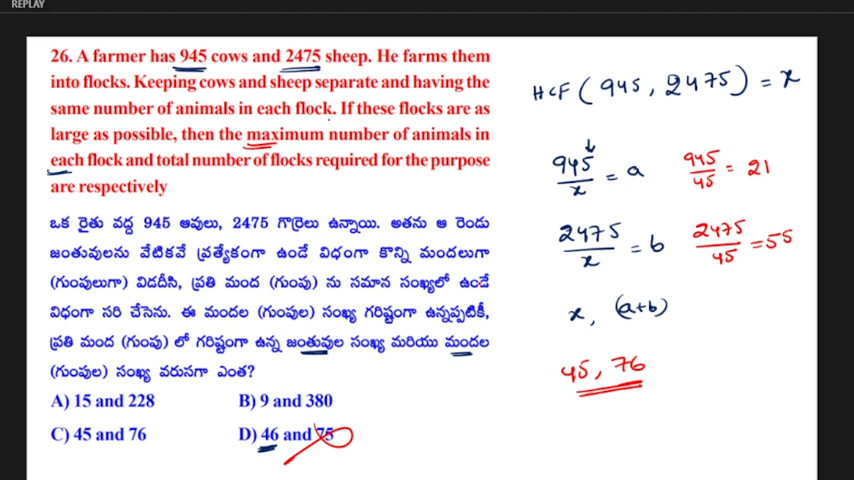 REPLAY
26. A farmer has 945 cows and 2475 sheep. He farms them
into flocks. Keeping cows and sheep separate and having the
same number of animals in each flock. If these flocks are as
large as possible, then the maximum number of animals in
each flock and total number of flocks required for the purpose
are respectively
ఒక రైతు వద్ద 945 ఆవులు, 2475 గొర్రెలు ఉన్నాయి. అతను ఆ రెండు
జంతువులను వేటికవే ప్రత్యేకంగా ఉండే విధంగా కొన్ని మందలుగా
(గుంపులుగా) విడదీసి, ప్రతి మంద (గుంపు) ను సమాన సంఖ్యలో ఉండే
విధంగా సరి చేసెను. ఈ మందల (గుంపుల) సంఖ్య గరిష్టంగా ఉన్నప్పటికీ,
ప్రతి మంద (గుంపు) లో గరిష్టంగా ఉన్న జంతువుల సంఖ్య మరియు మందల
(గుంపుల) సంఖ్య వరుసగా ఎంత?
A) 15 and 228 B) 9 and 380
C) 45 and 76 D) 46 and 75
HCF (945, 2475) = x
945/x = a 945/45 = 21
2475/x = b 2475/45 = 55
x, (a+b)
45, 76